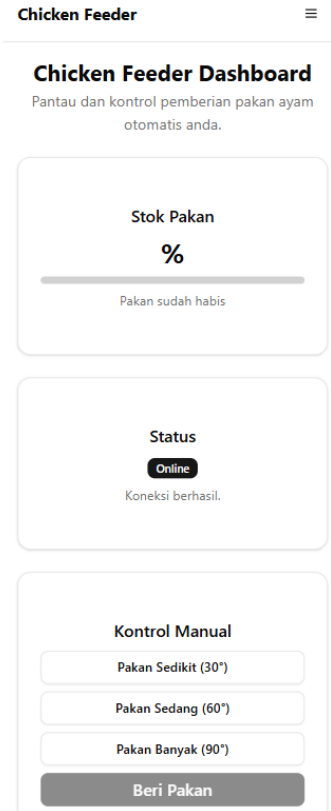 Chicken Feeder
Chicken Feeder Dashboard
Pantau dan kontrol pemberian pakan ayam
otomatis anda.
Stok Pakan
%
Pakan sudah habis
Status
Online
Koneksi berhasil.
Kontrol Manual
Pakan Sedikit (30°)
Pakan Sedang (60°)
Pakan Banyak (90°)
Beri Pakan